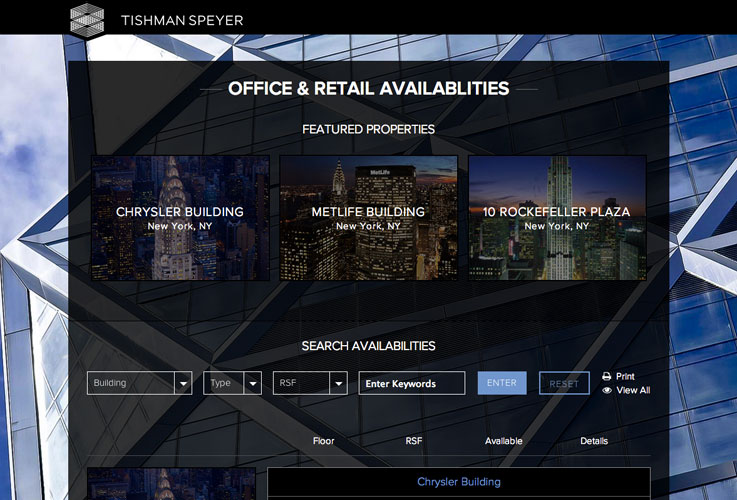 TISHMAN SPEYER
OFFICE & RETAIL AVAILABLITIES
FEATURED PROPERTIES
CHRYSLER BUILDING
New York, NY
MetLife
METLIFE BUILDING
New York, NY
10 ROCKEFELLER PLAZA
New York, NY
SEARCH AVAILABILITIES
Building
Type
RSF
Enter Keywords
ENTER
RESET
Print
View All
Floor RSF Available Details
Chrysler Building